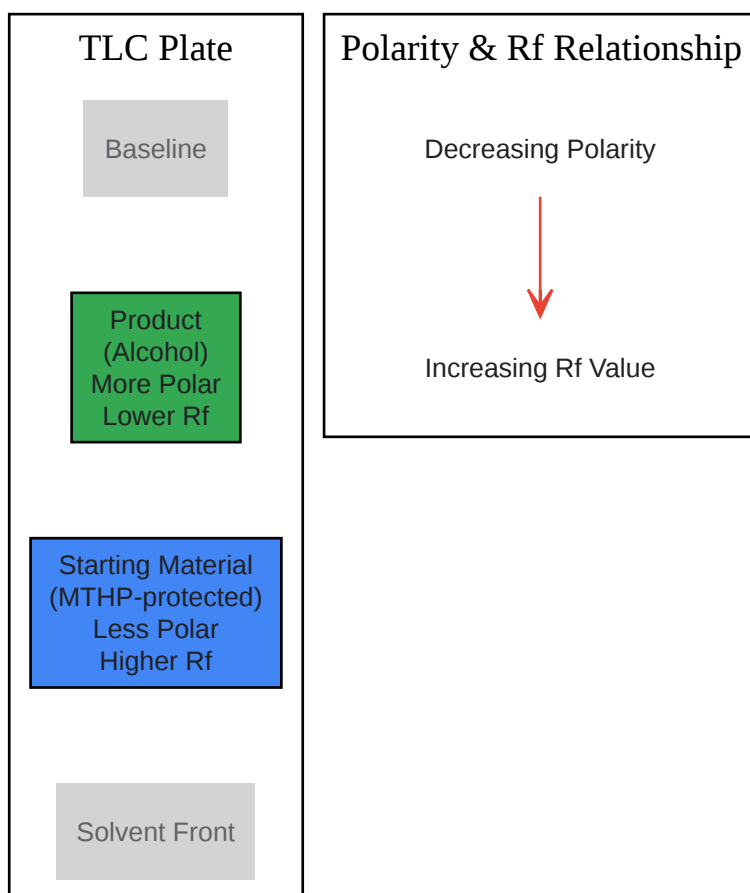 TLC Plate
Baseline
Product
(Alcohol)
More Polar
Lower Rf
Starting Material
(MTHP-protected)
Less Polar
Higher Rf
Solvent Front
Polarity & Rf Relationship
Decreasing Polarity
Increasing Rf Value